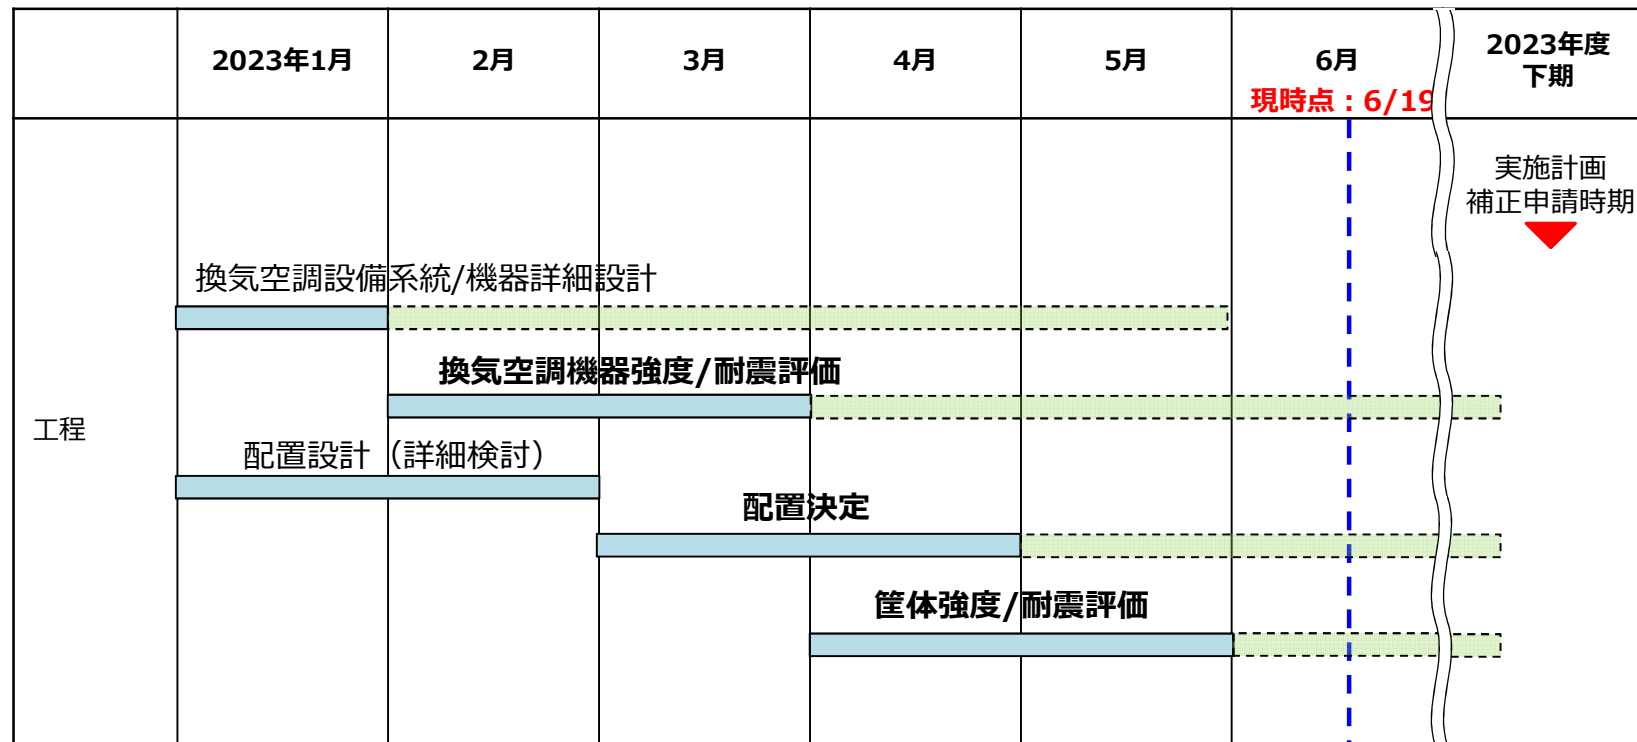 2023年1月
2月
3月
4月
5月
6月
現時点：6/19
2023年度
下期
実施計画
補正申請時期
換気空調設備系統/機器詳細設計
換気空調機器強度/耐震評価
工程
配置設計（詳細検討）
配置決定
筐体強度/耐震評価